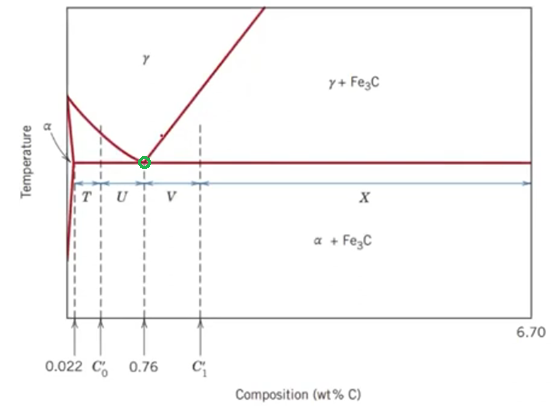 γ
γ + Fe₃C
α
Temperature
T U V X
α + Fe₃C
6.70
0.022 C′₀ 0.76 C′₁
Composition (wt% C)